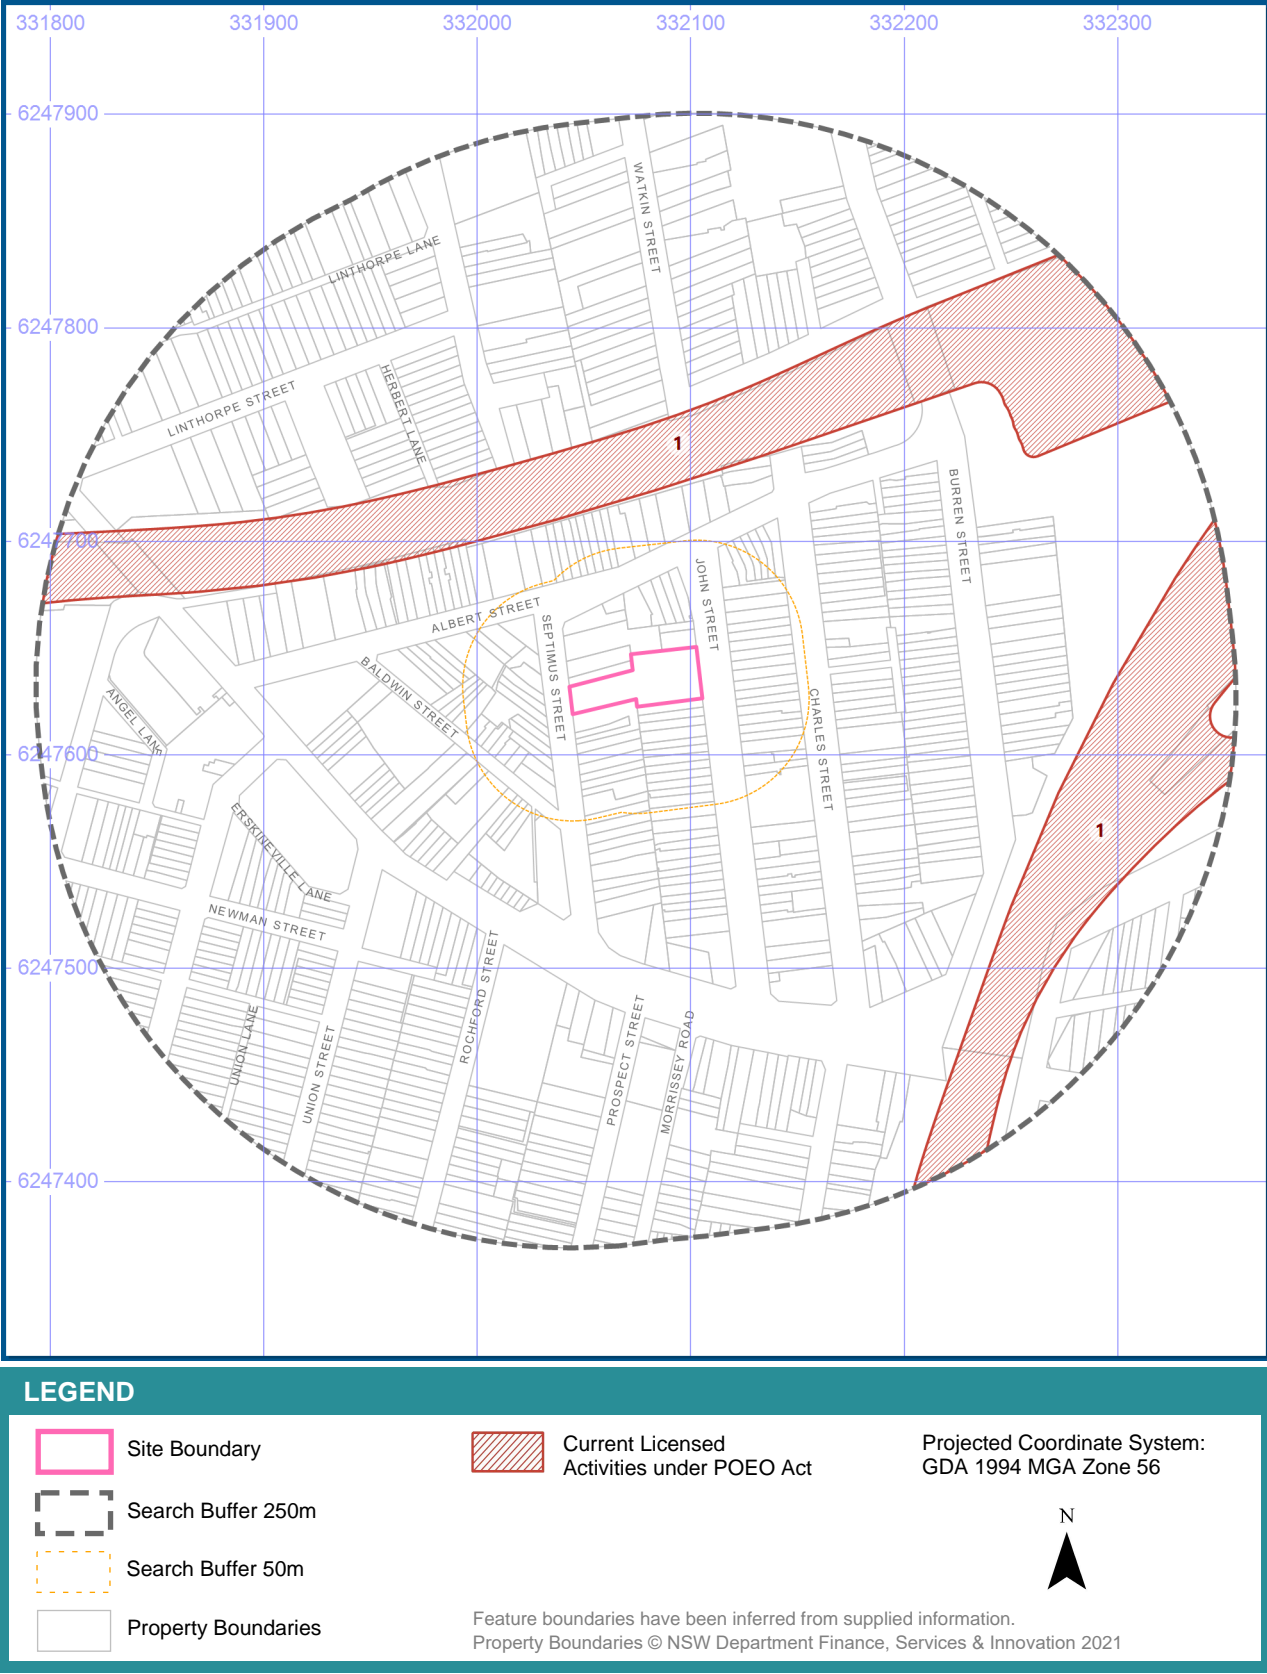 331800 331900 332000 332100 332200 332300
6247900
WATKIN STREET
LINTHORPE LANE
6247800
HERBERT LANE
LINTHORPE STREET
1
BURREN STREET
6247700
JOHN STREET
ALBERT STREET
SEPTIMUS STREET
BALDWIN STREET
ANGEL LANE
CHARLES STREET
6247600
ERSKINEVILLE LANE
1
NEWMAN STREET
ROCHFORD STREET
6247500
PROSPECT STREET
UNION LANE
MORRISSEY ROAD
UNION STREET
6247400
LEGEND
Site Boundary
Search Buffer 250m
Search Buffer 50m
Property Boundaries
Current Licensed
Activities under POEO Act
Projected Coordinate System:
GDA 1994 MGA Zone 56
N
Feature boundaries have been inferred from supplied information.
Property Boundaries © NSW Department Finance, Services & Innovation 2021